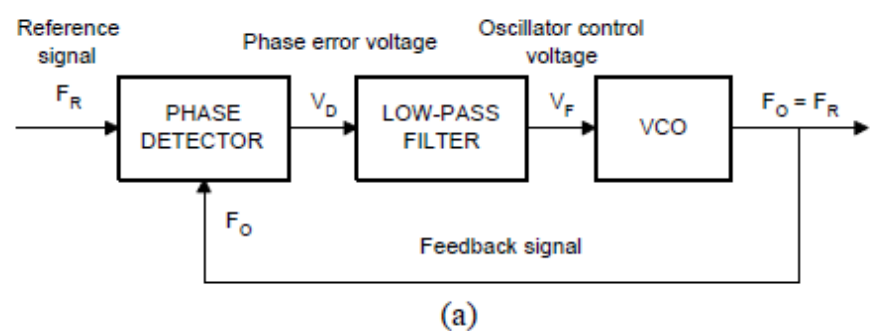 Reference
signal
Phase error voltage
Oscillator control
voltage
F_R
PHASE
DETECTOR
V_D
LOW-PASS
FILTER
V_F
VCO
F_O = F_R
F_O
Feedback signal
(a)